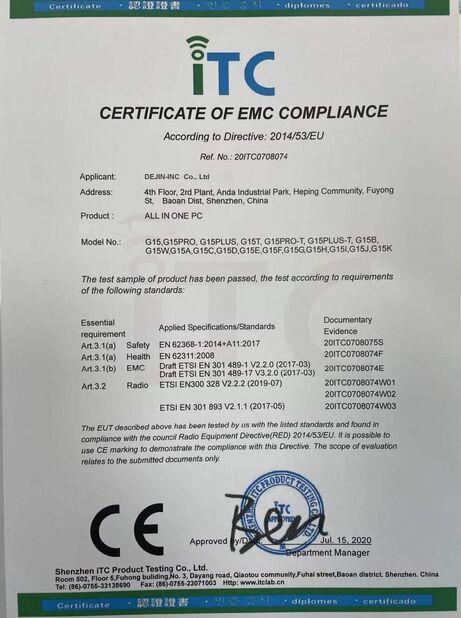 Certificate · 認證證書 · 인증 증서 · diplomes · certificado
iTC
CERTIFICATE OF EMC COMPLIANCE
According to Directive: 2014/53/EU
Ref. No.: 20ITC0708074
Applicant: DEJIN-INC Co., Ltd
Address: 4th Floor, 2rd Plant, Anda Industrial Park, Heping Community, Fuyong
St, Baoan Dist, Shenzhen, China
Product : ALL IN ONE PC
Model No.: G15,G15PRO, G15PLUS, G15T, G15PRO-T, G15PLUS-T, G15B,
G15W,G15A,G15C,G15D,G15E,G15F,G15G,G15H,G15I,G15J,G15K
The test sample of product has been passed, the test according to requirements
of the following standards:
Essential requirement Applied Specifications/Standards Documentary Evidence
Art.3.1(a) Safety EN 62368-1:2014+A11:2017 20ITC0708075S
Art.3.1(a) Health EN 62311:2008 20ITC0708074F
Art.3.1(b) EMC Draft ETSI EN 301 489-1 V2.2.0 (2017-03)
Draft ETSI EN 301 489-17 V3.2.0 (2017-03) 20ITC0708074E
Art.3.2 Radio ETSI EN300 328 V2.2.2 (2019-07) 20ITC0708074W01
20ITC0708074W02
ETSI EN 301 893 V2.1.1 (2017-05) 20ITC0708074W03
The EUT described above has been tested by us with the listed standards and found in
compliance with the council Radio Equipment Directive(RED) 2014/53/EU. It is possible to
use CE marking to demonstrate the compliance with this Directive. The scope of evaluation
relates to the submitted documents only.
CE
iTC
APPROVED
Ben
Approved by/Date: Jul. 15, 2020
Department Manager
Shenzhen iTC Product Testing Co., Ltd.
Room 502, Floor 5,Fuhong buliding,No. 3, Dayang road, Qiaotou community,Fuhai street,Baoan district. Shenzhen. China
Tel: (86)-0755-33138690 Fax: (86)-0755-23071003 Http: www.itclab.cn
Certificate · 認證證書 · 인증 증서 · diplomes · certificado